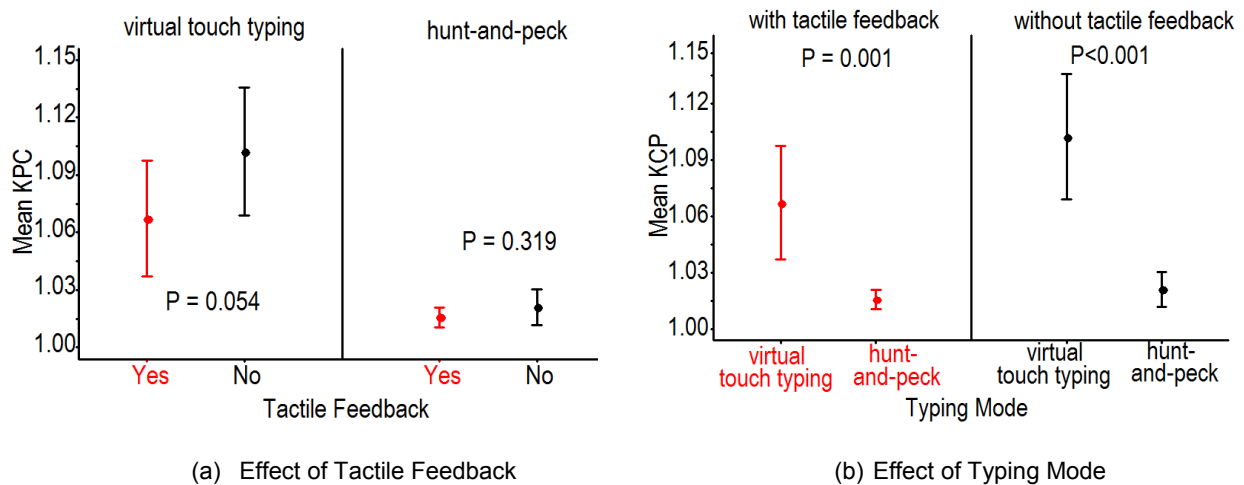 virtual touch typing
hunt-and-peck
1.15
1.12
1.09
1.06
1.03
1.00
Mean KPC
P = 0.054
P = 0.319
Yes
No
Yes
No
Tactile Feedback
(a) Effect of Tactile Feedback
with tactile feedback
without tactile feedback
P = 0.001
P<0.001
1.15
1.12
1.09
1.06
1.03
1.00
Mean KCP
virtual
touch typing
hunt-
and-peck
virtual
touch typing
hunt-
and-peck
Typing Mode
(b) Effect of Typing Mode